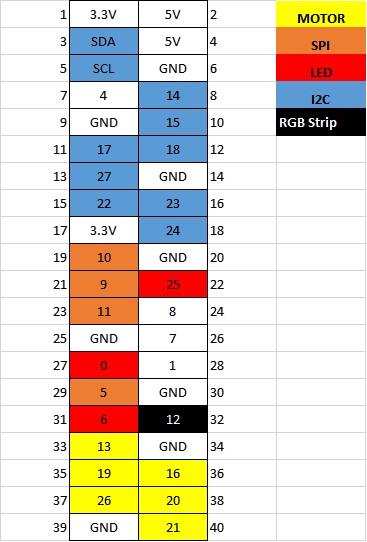 1 3.3V 5V 2 MOTOR
3 SDA 5V 4 SPI
5 SCL GND 6 LED
7 4 14 8 I2C
9 GND 15 10 RGB Strip
11 17 18 12
13 27 GND 14
15 22 23 16
17 3.3V 24 18
19 10 GND 20
21 9 25 22
23 11 8 24
25 GND 7 26
27 0 1 28
29 5 GND 30
31 6 12 32
33 13 GND 34
35 19 16 36
37 26 20 38
39 GND 21 40